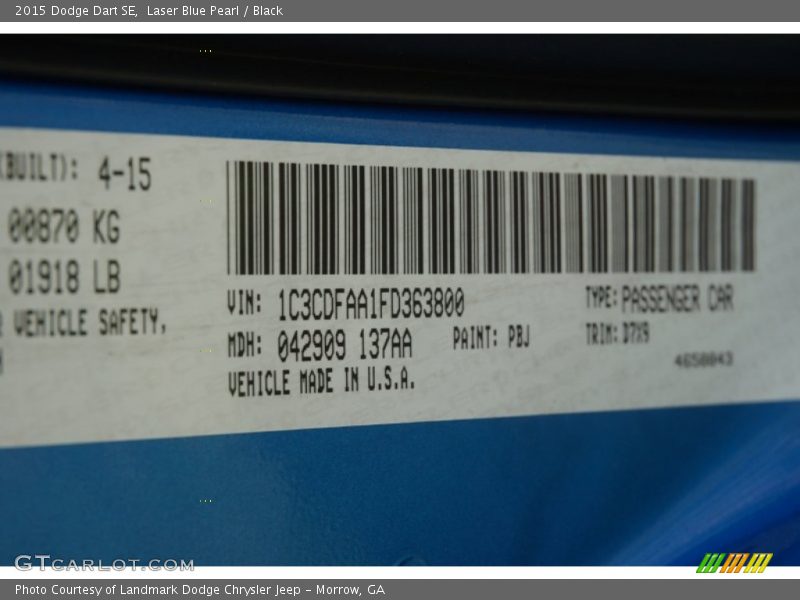 2015 Dodge Dart SE,  Laser Blue Pearl / Black
(BUILT): 4-15
00870 KG
01918 LB
VEHICLE SAFETY,
VIN: 1C3CDFAA1FD363800
MDH: 042909 137AA
PAINT: PBJ
VEHICLE MADE IN U.S.A.
TYPE: PASSENGER CAR
TRIM: D7X9
4658843
GTCARLOT.COM
Photo Courtesy of Landmark Dodge Chrysler Jeep – Morrow, GA